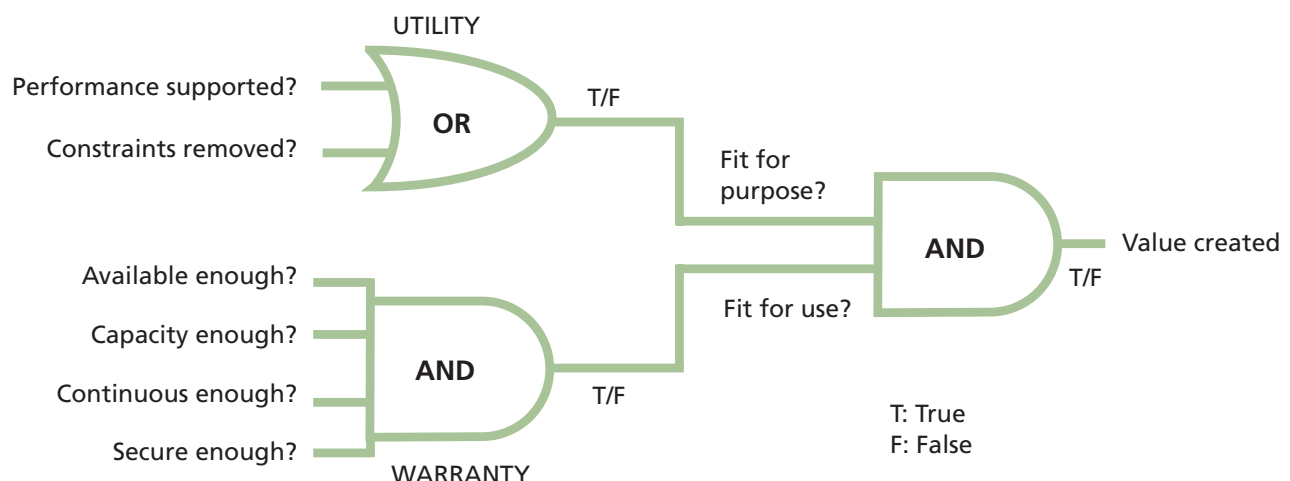 UTILITY
Performance supported?
Constraints removed?
OR
T/F
Fit for
purpose?
Available enough?
Capacity enough?
Continuous enough?
Secure enough?
AND
T/F
WARRANTY
Fit for use?
AND
T/F
Value created
T: True
F: False